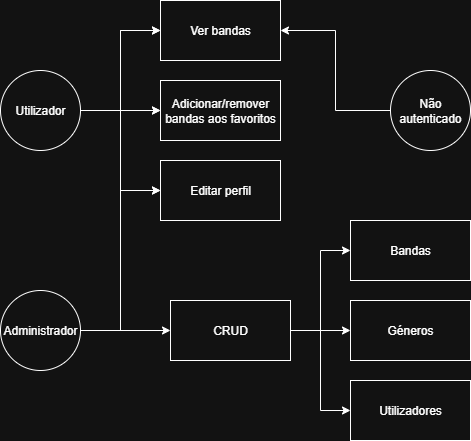 Ver bandas
Utilizador
Adicionar/remover
bandas aos favoritos
Não
autenticado
Editar perfil
Bandas
Administrador
CRUD
Géneros
Utilizadores